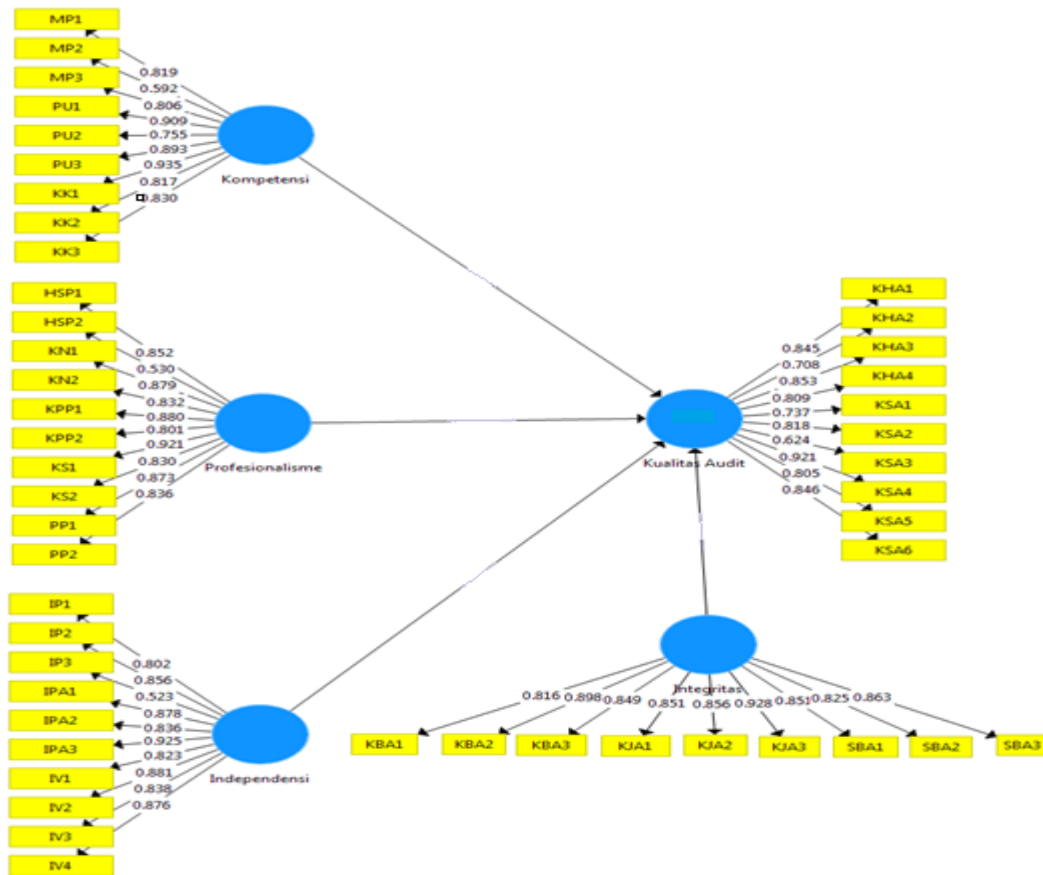 MP1
MP2
MP3
PU1
PU2
PU3
KK1
KK2
KK3
0.819
0.592
0.806
0.909
0.755
0.893
0.935
0.817
0.830
Kompetensi
HSP1
HSP2
KN1
KN2
KPP1
KPP2
KS1
KS2
PP1
PP2
0.852
0.530
0.879
0.832
0.880
0.801
0.921
0.830
0.873
0.836
Profesionalisme
IP1
IP2
IP3
IPA1
IPA2
IPA3
IV1
IV2
IV3
IV4
0.802
0.856
0.523
0.878
0.836
0.925
0.823
0.881
0.838
0.876
Independensi
Kualitas Audit
0.845
0.708
0.853
0.809
0.737
0.818
0.624
0.921
0.805
0.846
KHA1
KHA2
KHA3
KHA4
KSA1
KSA2
KSA3
KSA4
KSA5
KSA6
Integritas
0.816 0.898 0.849 0.851 0.856 0.928 0.851 0.825 0.863
KBA1 KBA2 KBA3 KJA1 KJA2 KJA3 SBA1 SBA2 SBA3